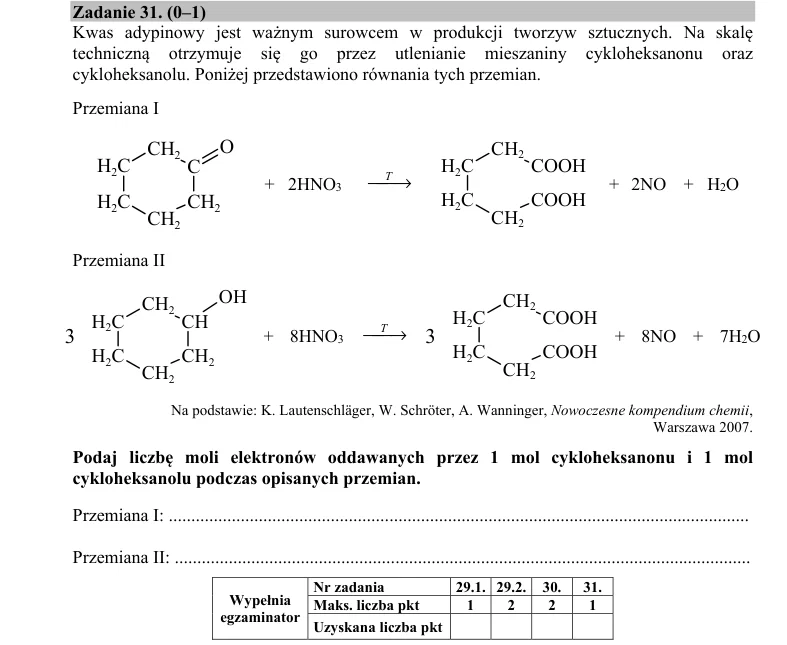 Zadanie 31. (0–1)
Kwas adypinowy jest ważnym surowcem w produkcji tworzyw sztucznych. Na skalę
techniczną otrzymuje się go przez utlenianie mieszaniny cykloheksanonu oraz
cykloheksanolu. Poniżej przedstawiono równania tych przemian.
Przemiana I
CH₂ O CH₂
H₂C C H₂C COOH
+ 2HNO₃ T → + 2NO + H₂O
H₂C CH₂ H₂C COOH
CH₂ CH₂
Przemiana II
CH₂ OH CH₂
H₂C CH H₂C COOH
3 + 8HNO₃ T → 3 + 8NO + 7H₂O
H₂C CH₂ H₂C COOH
CH₂ CH₂
Na podstawie: K. Lautenschläger, W. Schröter, A. Wanninger, Nowoczesne kompendium chemii,
Warszawa 2007.
Podaj liczbę moli elektronów oddawanych przez 1 mol cykloheksanonu i 1 mol
cykloheksanolu podczas opisanych przemian.
Przemiana I: ................................................................................................................................
Przemiana II: ...............................................................................................................................
Wypełnia egzaminator
Nr zadania 29.1. 29.2. 30. 31.
Maks. liczba pkt 1 2 2 1
Uzyskana liczba pkt